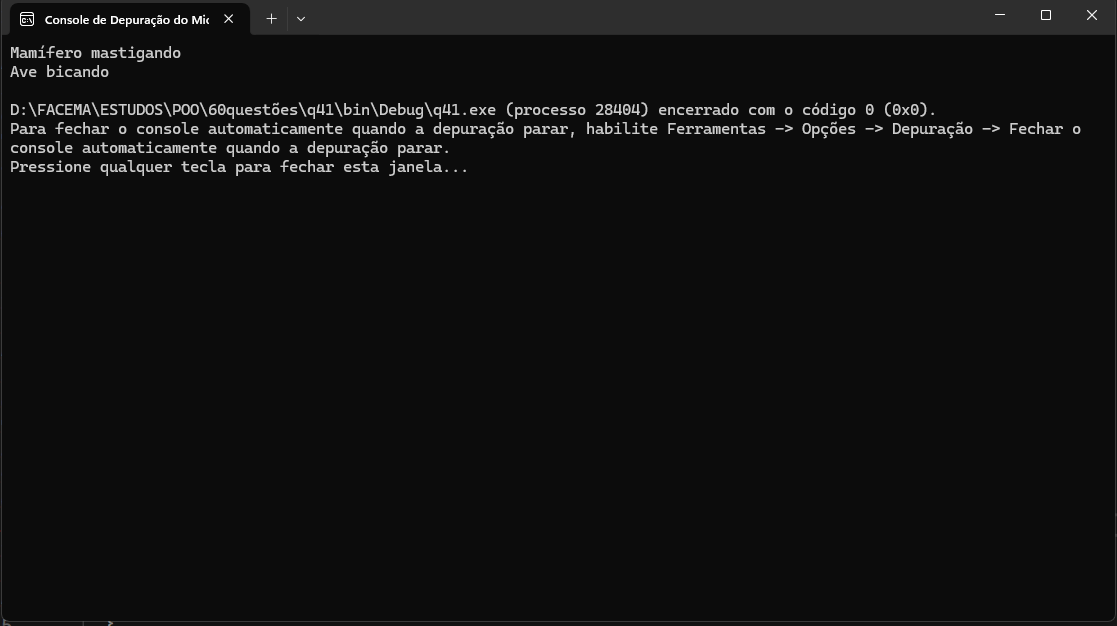 Console de Depuração do Mic
Mamífero mastigando
Ave bicando
D:\FACEMA\ESTUDOS\POO\60questões\q41\bin\Debug\q41.exe (processo 28404) encerrado com o código 0 (0x0).
Para fechar o console automaticamente quando a depuração parar, habilite Ferramentas -> Opções -> Depuração -> Fechar o
console automaticamente quando a depuração parar.
Pressione qualquer tecla para fechar esta janela...